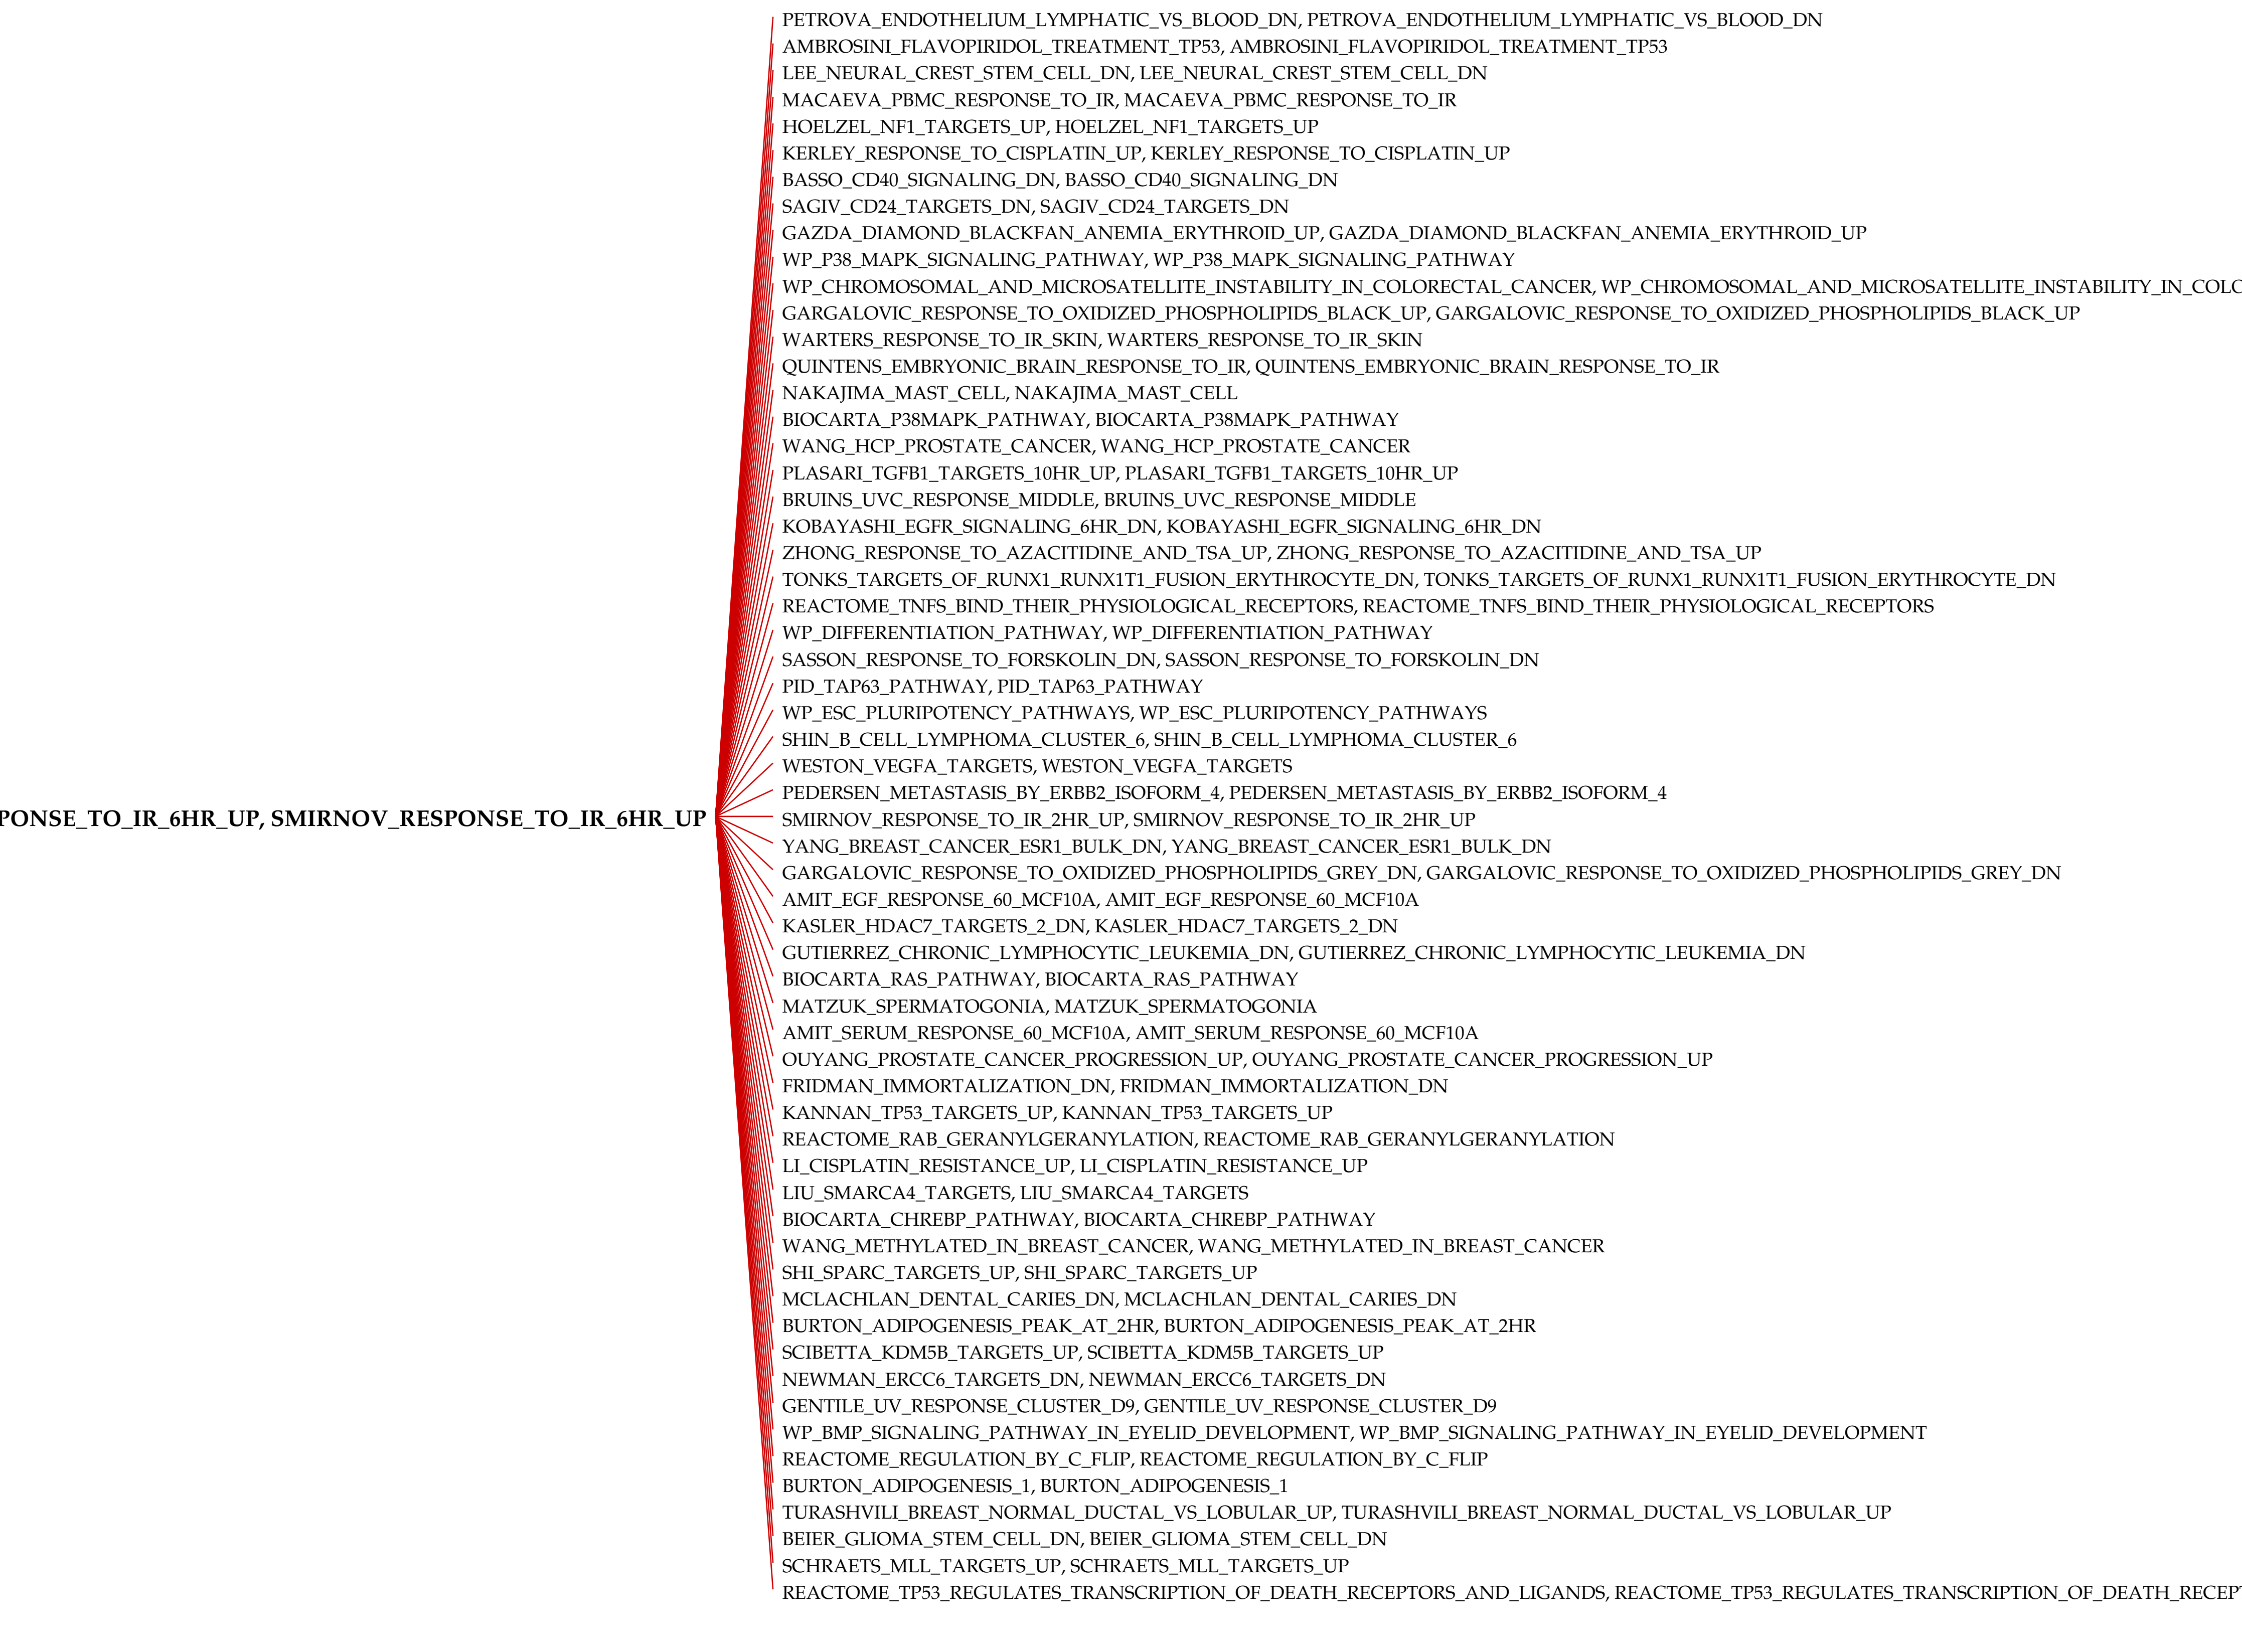 PETROVA_ENDOTHELIUM_LYMPHATIC_VS_BLOOD_DN, PETROVA_ENDOTHELIUM_LYMPHATIC_VS_BLOOD_DN
AMBROSINI_FLAVOPIRIDOL_TREATMENT_TP53, AMBROSINI_FLAVOPIRIDOL_TREATMENT_TP53
LEE_NEURAL_CREST_STEM_CELL_DN, LEE_NEURAL_CREST_STEM_CELL_DN
MACAEVA_PBMC_RESPONSE_TO_IR, MACAEVA_PBMC_RESPONSE_TO_IR
HOELZEL_NF1_TARGETS_UP, HOELZEL_NF1_TARGETS_UP
KERLEY_RESPONSE_TO_CISPLATIN_UP, KERLEY_RESPONSE_TO_CISPLATIN_UP
BASSO_CD40_SIGNALING_DN, BASSO_CD40_SIGNALING_DN
SAGIV_CD24_TARGETS_DN, SAGIV_CD24_TARGETS_DN
GAZDA_DIAMOND_BLACKFAN_ANEMIA_ERYTHROID_UP, GAZDA_DIAMOND_BLACKFAN_ANEMIA_ERYTHROID_UP
WP_P38_MAPK_SIGNALING_PATHWAY, WP_P38_MAPK_SIGNALING_PATHWAY
WP_CHROMOSOMAL_AND_MICROSATELLITE_INSTABILITY_IN_COLORECTAL_CANCER, WP_CHROMOSOMAL_AND_MICROSATELLITE_INSTABILITY_IN_COLO
GARGALOVIC_RESPONSE_TO_OXIDIZED_PHOSPHOLIPIDS_BLACK_UP, GARGALOVIC_RESPONSE_TO_OXIDIZED_PHOSPHOLIPIDS_BLACK_UP
WARTERS_RESPONSE_TO_IR_SKIN, WARTERS_RESPONSE_TO_IR_SKIN
QUINTENS_EMBRYONIC_BRAIN_RESPONSE_TO_IR, QUINTENS_EMBRYONIC_BRAIN_RESPONSE_TO_IR
NAKAJIMA_MAST_CELL, NAKAJIMA_MAST_CELL
BIOCARTA_P38MAPK_PATHWAY, BIOCARTA_P38MAPK_PATHWAY
WANG_HCP_PROSTATE_CANCER, WANG_HCP_PROSTATE_CANCER
PLASARI_TGFB1_TARGETS_10HR_UP, PLASARI_TGFB1_TARGETS_10HR_UP
BRUINS_UVC_RESPONSE_MIDDLE, BRUINS_UVC_RESPONSE_MIDDLE
KOBAYASHI_EGFR_SIGNALING_6HR_DN, KOBAYASHI_EGFR_SIGNALING_6HR_DN
ZHONG_RESPONSE_TO_AZACITIDINE_AND_TSA_UP, ZHONG_RESPONSE_TO_AZACITIDINE_AND_TSA_UP
TONKS_TARGETS_OF_RUNX1_RUNX1T1_FUSION_ERYTHROCYTE_DN, TONKS_TARGETS_OF_RUNX1_RUNX1T1_FUSION_ERYTHROCYTE_DN
REACTOME_TNFS_BIND_THEIR_PHYSIOLOGICAL_RECEPTORS, REACTOME_TNFS_BIND_THEIR_PHYSIOLOGICAL_RECEPTORS
WP_DIFFERENTIATION_PATHWAY, WP_DIFFERENTIATION_PATHWAY
SASSON_RESPONSE_TO_FORSKOLIN_DN, SASSON_RESPONSE_TO_FORSKOLIN_DN
PID_TAP63_PATHWAY, PID_TAP63_PATHWAY
WP_ESC_PLURIPOTENCY_PATHWAYS, WP_ESC_PLURIPOTENCY_PATHWAYS
SHIN_B_CELL_LYMPHOMA_CLUSTER_6, SHIN_B_CELL_LYMPHOMA_CLUSTER_6
WESTON_VEGFA_TARGETS, WESTON_VEGFA_TARGETS
PEDERSEN_METASTASIS_BY_ERBB2_ISOFORM_4, PEDERSEN_METASTASIS_BY_ERBB2_ISOFORM_4
PONSE_TO_IR_6HR_UP, SMIRNOV_RESPONSE_TO_IR_6HR_UP
SMIRNOV_RESPONSE_TO_IR_2HR_UP, SMIRNOV_RESPONSE_TO_IR_2HR_UP
YANG_BREAST_CANCER_ESR1_BULK_DN, YANG_BREAST_CANCER_ESR1_BULK_DN
GARGALOVIC_RESPONSE_TO_OXIDIZED_PHOSPHOLIPIDS_GREY_DN, GARGALOVIC_RESPONSE_TO_OXIDIZED_PHOSPHOLIPIDS_GREY_DN
AMIT_EGF_RESPONSE_60_MCF10A, AMIT_EGF_RESPONSE_60_MCF10A
KASLER_HDAC7_TARGETS_2_DN, KASLER_HDAC7_TARGETS_2_DN
GUTIERREZ_CHRONIC_LYMPHOCYTIC_LEUKEMIA_DN, GUTIERREZ_CHRONIC_LYMPHOCYTIC_LEUKEMIA_DN
BIOCARTA_RAS_PATHWAY, BIOCARTA_RAS_PATHWAY
MATZUK_SPERMATOGONIA, MATZUK_SPERMATOGONIA
AMIT_SERUM_RESPONSE_60_MCF10A, AMIT_SERUM_RESPONSE_60_MCF10A
OUYANG_PROSTATE_CANCER_PROGRESSION_UP, OUYANG_PROSTATE_CANCER_PROGRESSION_UP
FRIDMAN_IMMORTALIZATION_DN, FRIDMAN_IMMORTALIZATION_DN
KANNAN_TP53_TARGETS_UP, KANNAN_TP53_TARGETS_UP
REACTOME_RAB_GERANYLGERANYLATION, REACTOME_RAB_GERANYLGERANYLATION
LI_CISPLATIN_RESISTANCE_UP, LI_CISPLATIN_RESISTANCE_UP
LIU_SMARCA4_TARGETS, LIU_SMARCA4_TARGETS
BIOCARTA_CHREBP_PATHWAY, BIOCARTA_CHREBP_PATHWAY
WANG_METHYLATED_IN_BREAST_CANCER, WANG_METHYLATED_IN_BREAST_CANCER
SHI_SPARC_TARGETS_UP, SHI_SPARC_TARGETS_UP
MCLACHLAN_DENTAL_CARIES_DN, MCLACHLAN_DENTAL_CARIES_DN
BURTON_ADIPOGENESIS_PEAK_AT_2HR, BURTON_ADIPOGENESIS_PEAK_AT_2HR
SCIBETTA_KDM5B_TARGETS_UP, SCIBETTA_KDM5B_TARGETS_UP
NEWMAN_ERCC6_TARGETS_DN, NEWMAN_ERCC6_TARGETS_DN
GENTILE_UV_RESPONSE_CLUSTER_D9, GENTILE_UV_RESPONSE_CLUSTER_D9
WP_BMP_SIGNALING_PATHWAY_IN_EYELID_DEVELOPMENT, WP_BMP_SIGNALING_PATHWAY_IN_EYELID_DEVELOPMENT
REACTOME_REGULATION_BY_C_FLIP, REACTOME_REGULATION_BY_C_FLIP
BURTON_ADIPOGENESIS_1, BURTON_ADIPOGENESIS_1
TURASHVILI_BREAST_NORMAL_DUCTAL_VS_LOBULAR_UP, TURASHVILI_BREAST_NORMAL_DUCTAL_VS_LOBULAR_UP
BEIER_GLIOMA_STEM_CELL_DN, BEIER_GLIOMA_STEM_CELL_DN
SCHRAETS_MLL_TARGETS_UP, SCHRAETS_MLL_TARGETS_UP
REACTOME_TP53_REGULATES_TRANSCRIPTION_OF_DEATH_RECEPTORS_AND_LIGANDS, REACTOME_TP53_REGULATES_TRANSCRIPTION_OF_DEATH_RECEPT